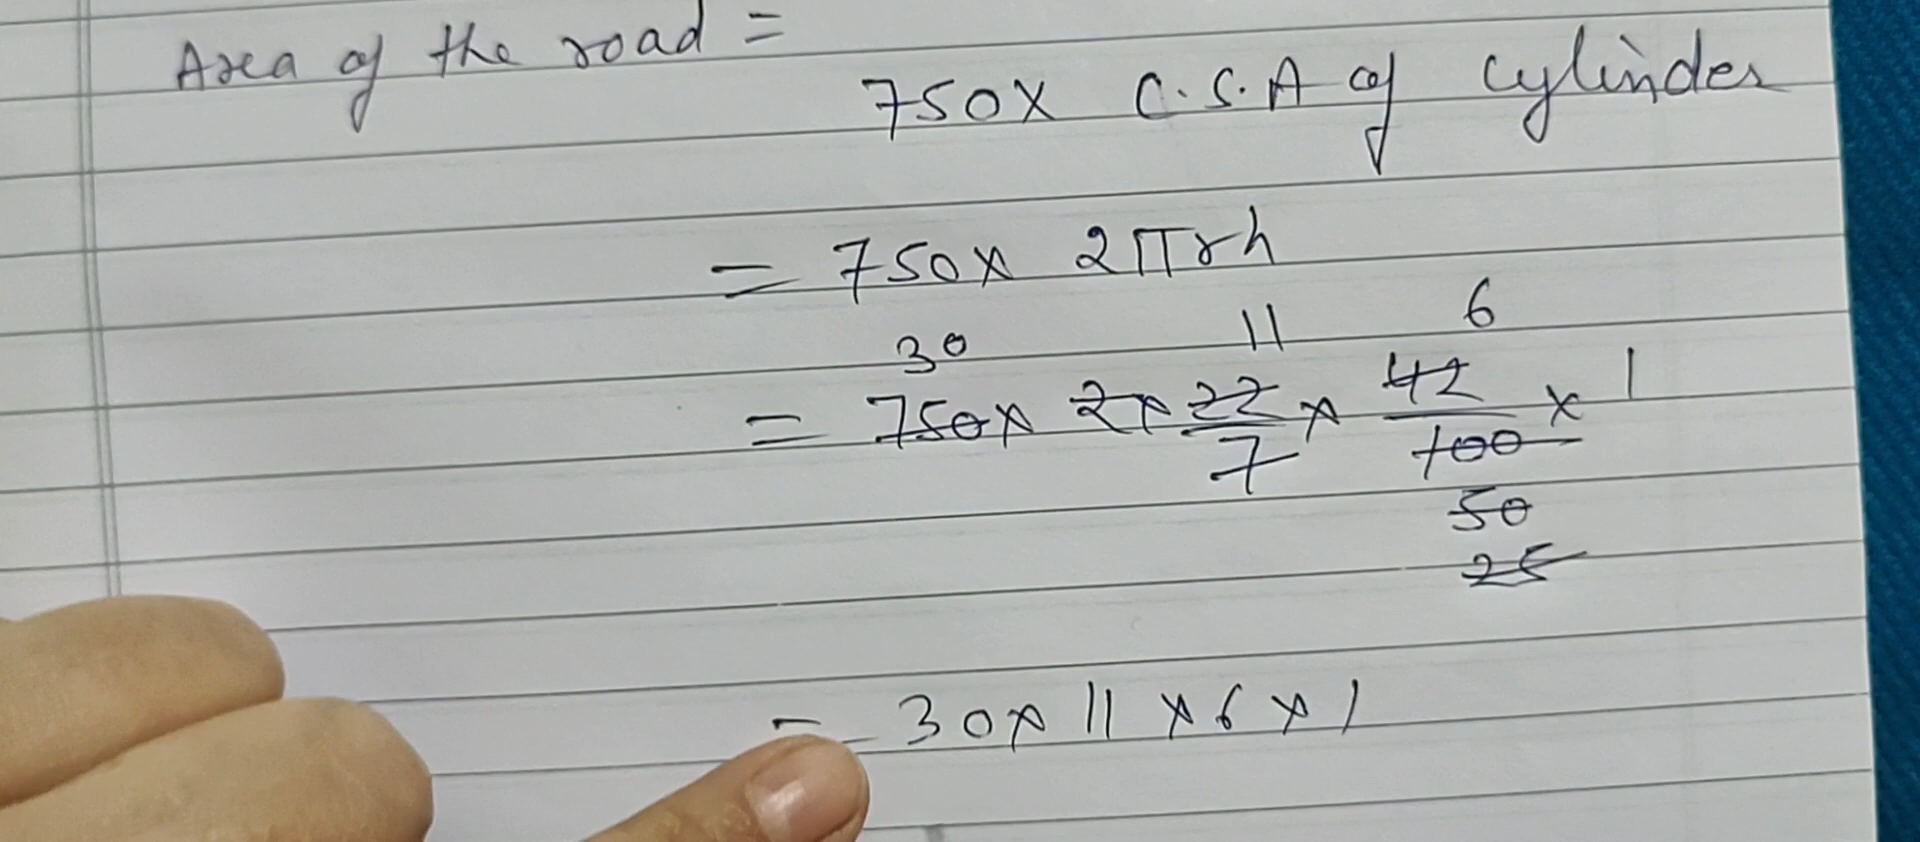 Area of the road =
750 x C.S.A of cylinder
= 750 x 2πrh
30 11 6
= 750 x 2 x 22/7 x 42/100 x 1
50
25
= 30 x 11 x 6 x 1